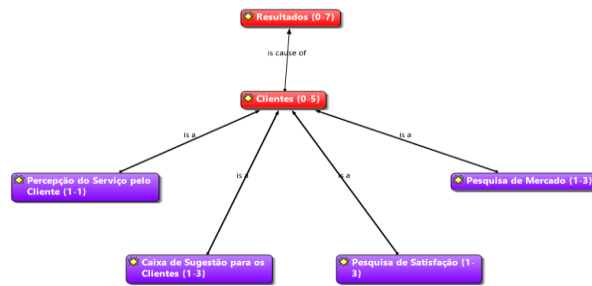 Resultados (0-7)
is cause of
Clientes (0-5)
is a
is a
is a
is a
Percepção do Serviço pelo
Cliente (1-1)
Pesquisa de Mercado (1-3)
Caixa de Sugestão para os
Clientes (1-3)
Pesquisa de Satisfação (1-
3)